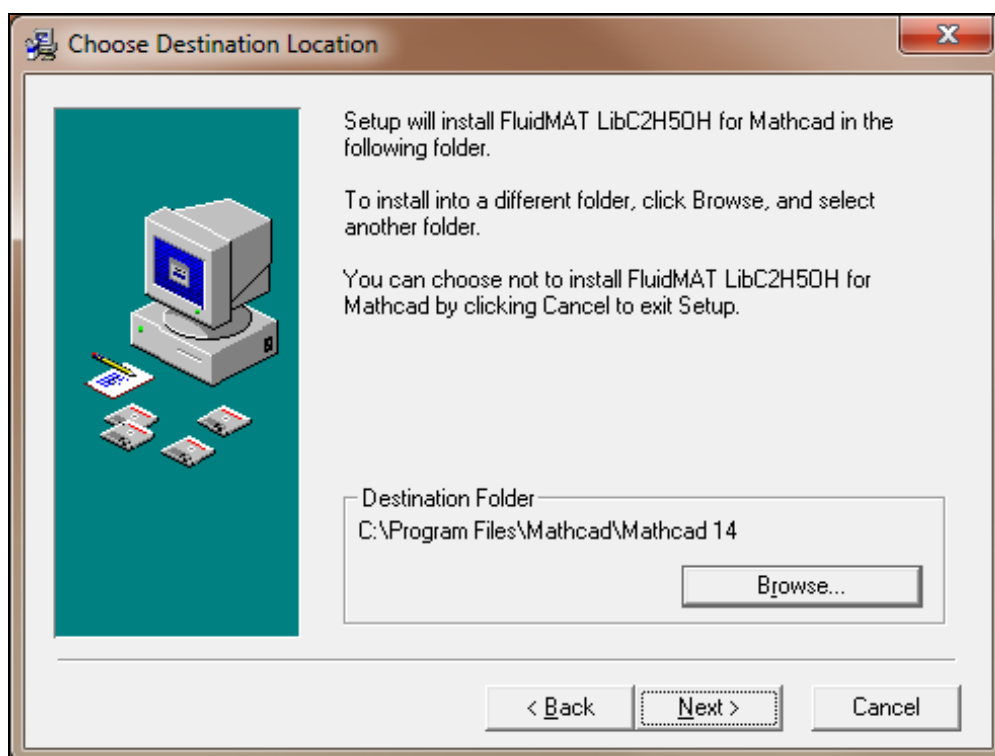 Choose Destination Location
Setup will install FluidMAT LibC2H5OH for Mathcad in the
following folder.
To install into a different folder, click Browse, and select
another folder.
You can choose not to install FluidMAT LibC2H5OH for
Mathcad by clicking Cancel to exit Setup.
Destination Folder
C:\Program Files\Mathcad\Mathcad 14
Browse...
< Back
Next >
Cancel